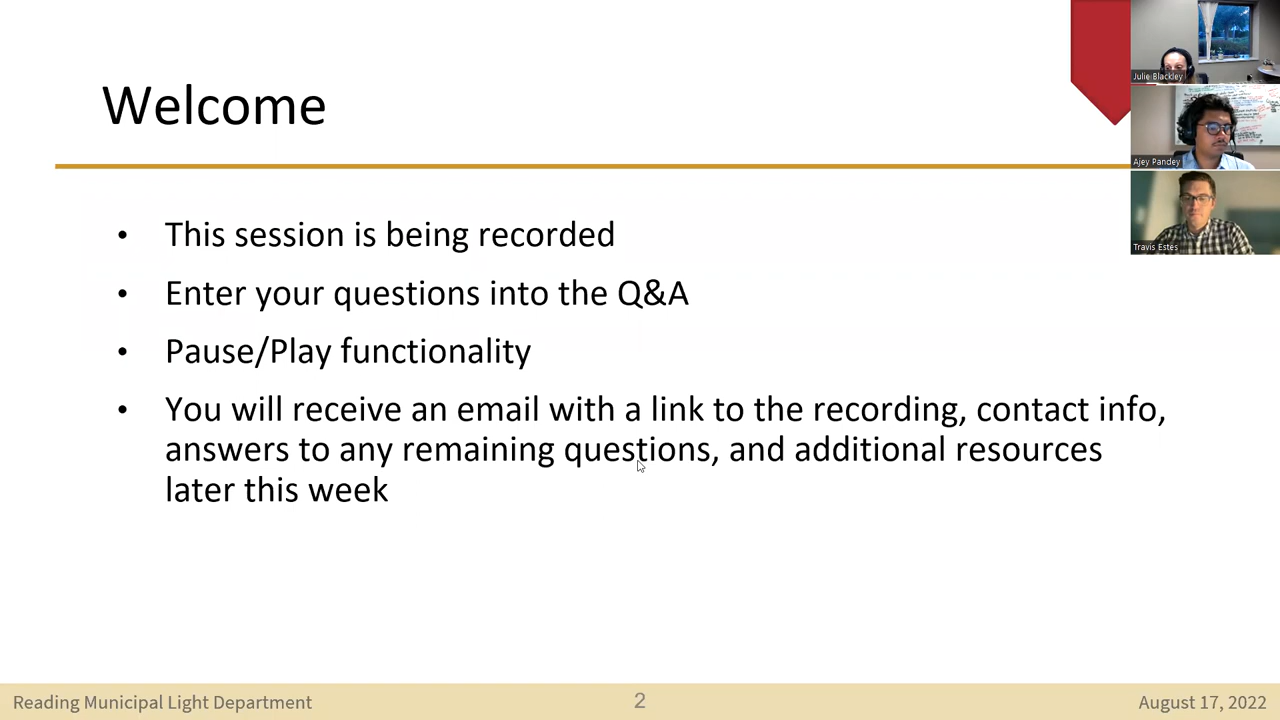 Welcome
• This session is being recorded
• Enter your questions into the Q&A
• Pause/Play functionality
• You will receive an email with a link to the recording, contact info,
answers to any remaining questions, and additional resources
later this week
Julie Blackley
Ajey Pandey
Travis Estes
Reading Municipal Light Department
2
August 17, 2022